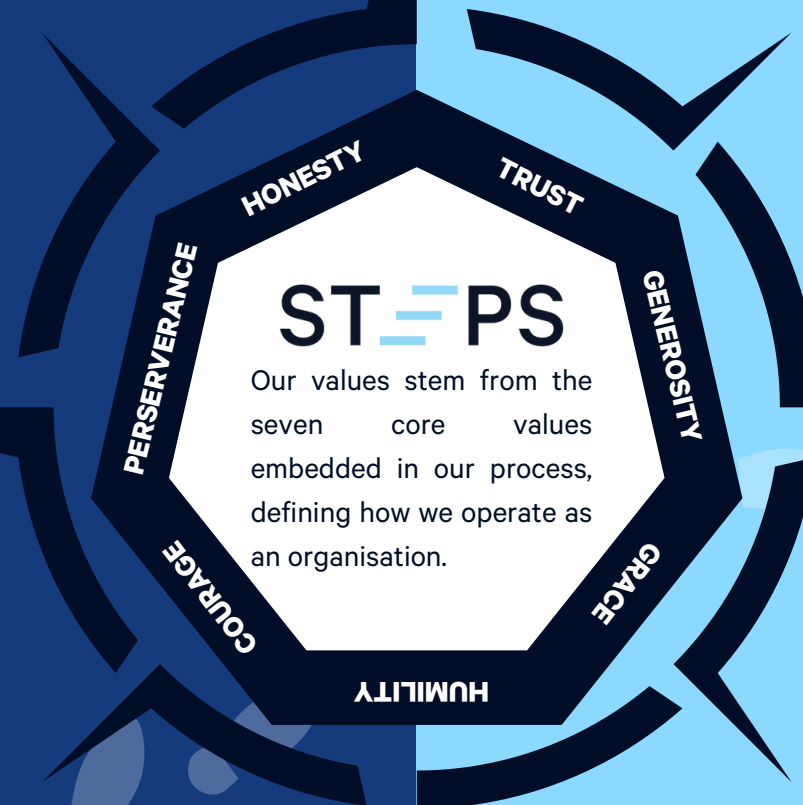 HONESTY
TRUST
GENEROSITY
GRACE
HUMILITY
COURAGE
PERSERVERANCE
STEPS
Our values stem from the
seven core values
embedded in our process,
defining how we operate as
an organisation.